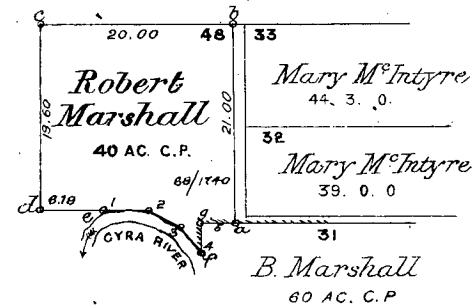 c
b
20.00
48
33
Robert
Marshall
40 AC. C.P.
19.60
21.00
68/1740
Mary McIntyre
44. 3. 0.
32
Mary McIntyre
39. 0. 0
d
6.18
e
1
2
3
4
g
a
31
GYRA RIVER
B. Marshall
60 AC. C.P